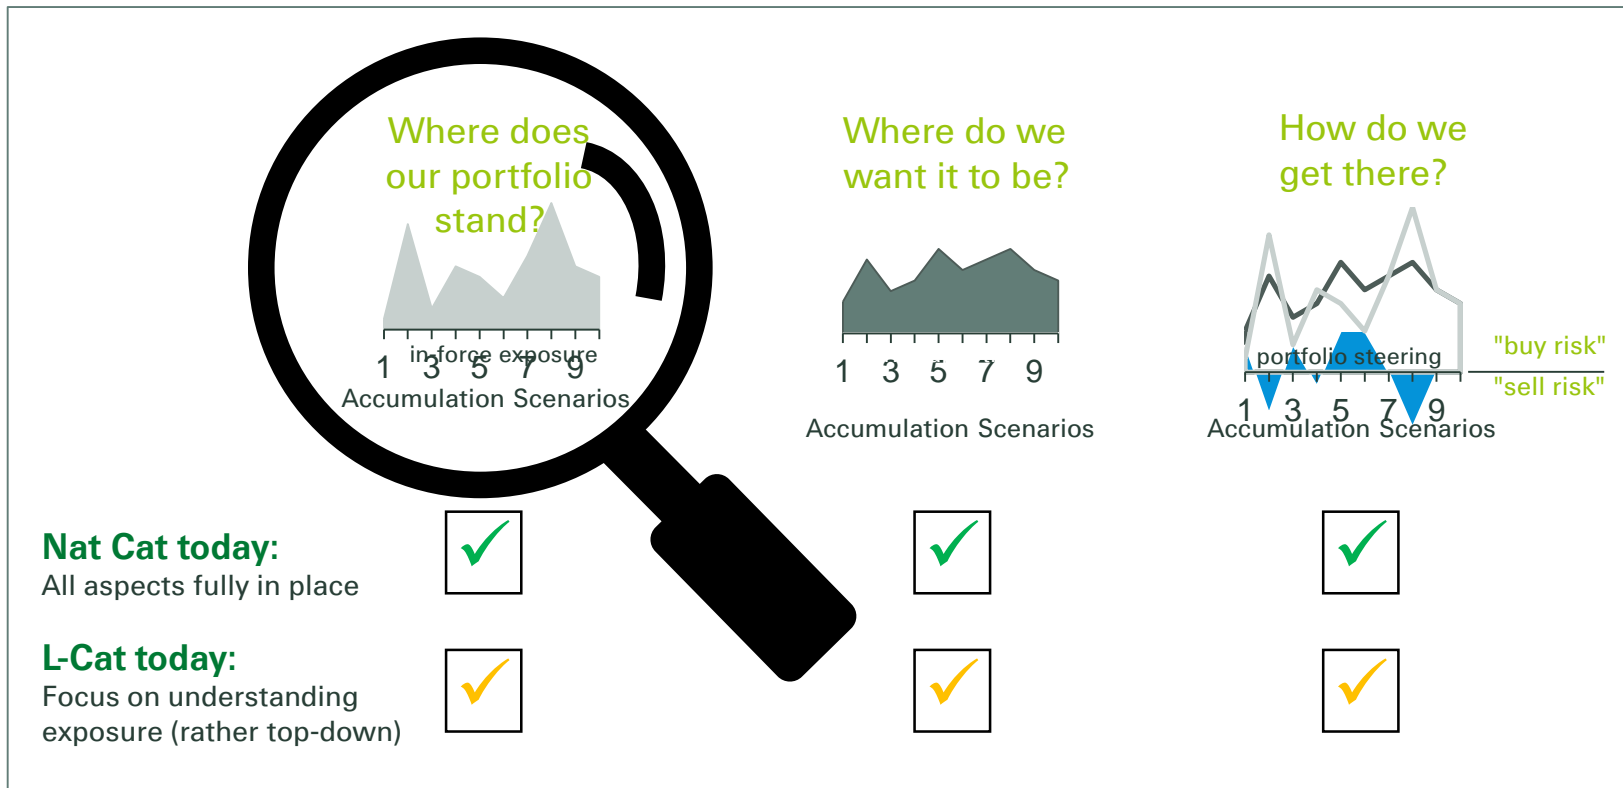 Where does
our portfolio
stand?
in-force exposure
1 3 5 7 9
Accumulation Scenarios
Where do we
want it to be?
1 3 5 7 9
Accumulation Scenarios
How do we
get there?
portfolio steering
"buy risk"
"sell risk"
1 3 5 7 9
Accumulation Scenarios
Nat Cat today:
All aspects fully in place
L-Cat today:
Focus on understanding
exposure (rather top-down)